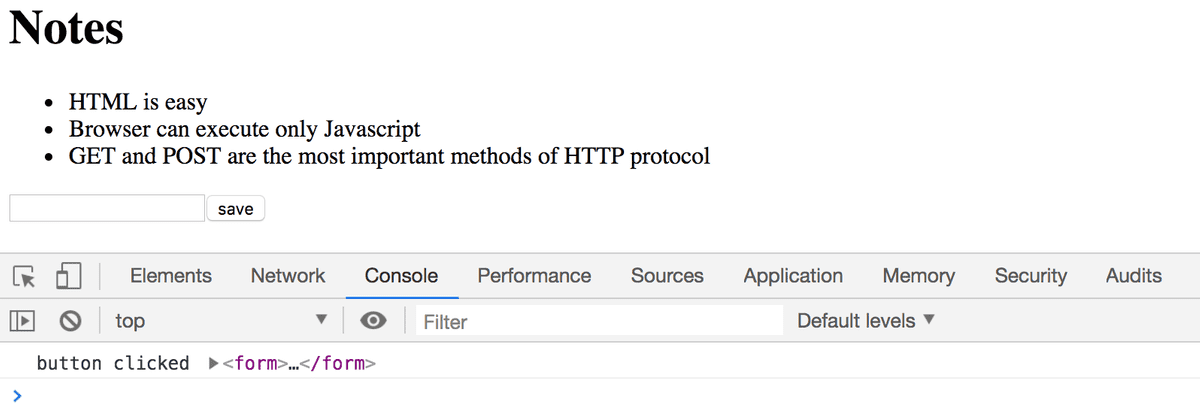 Notes
• HTML is easy
• Browser can execute only Javascript
• GET and POST are the most important methods of HTTP protocol
save
Elements Network Console Performance Sources Application Memory Security Audits
top ▼ Filter Default levels ▼
button clicked ▶<form>…</form>
>